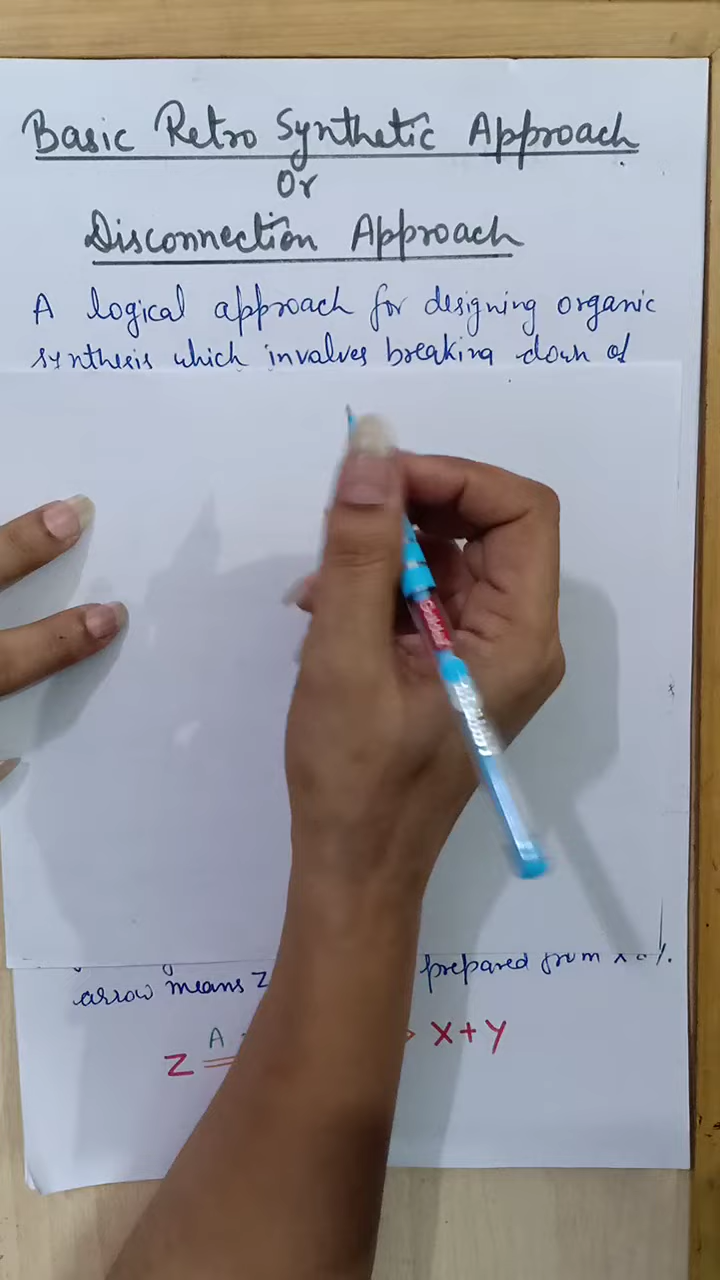 Basic Retro Synthetic Approach
Or
Disconnection Approach
A logical approach for designing organic
synthesis which involves breaking down of
prepared from X
arrow means Z
A
Z X+Y